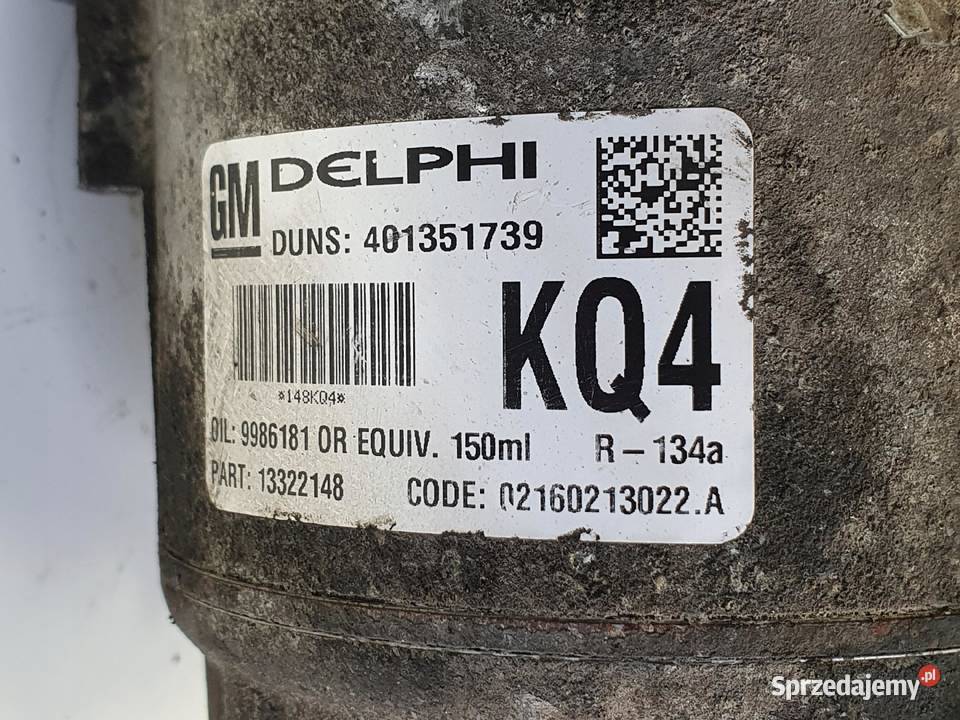 GM DELPHI
DUNS: 401351739
*148KQ4*
KQ4
OIL: 9986181 OR EQUIV. 150ml R-134a
PART: 13322148 CODE: 02160213022.A
Sprzedajemy.pl